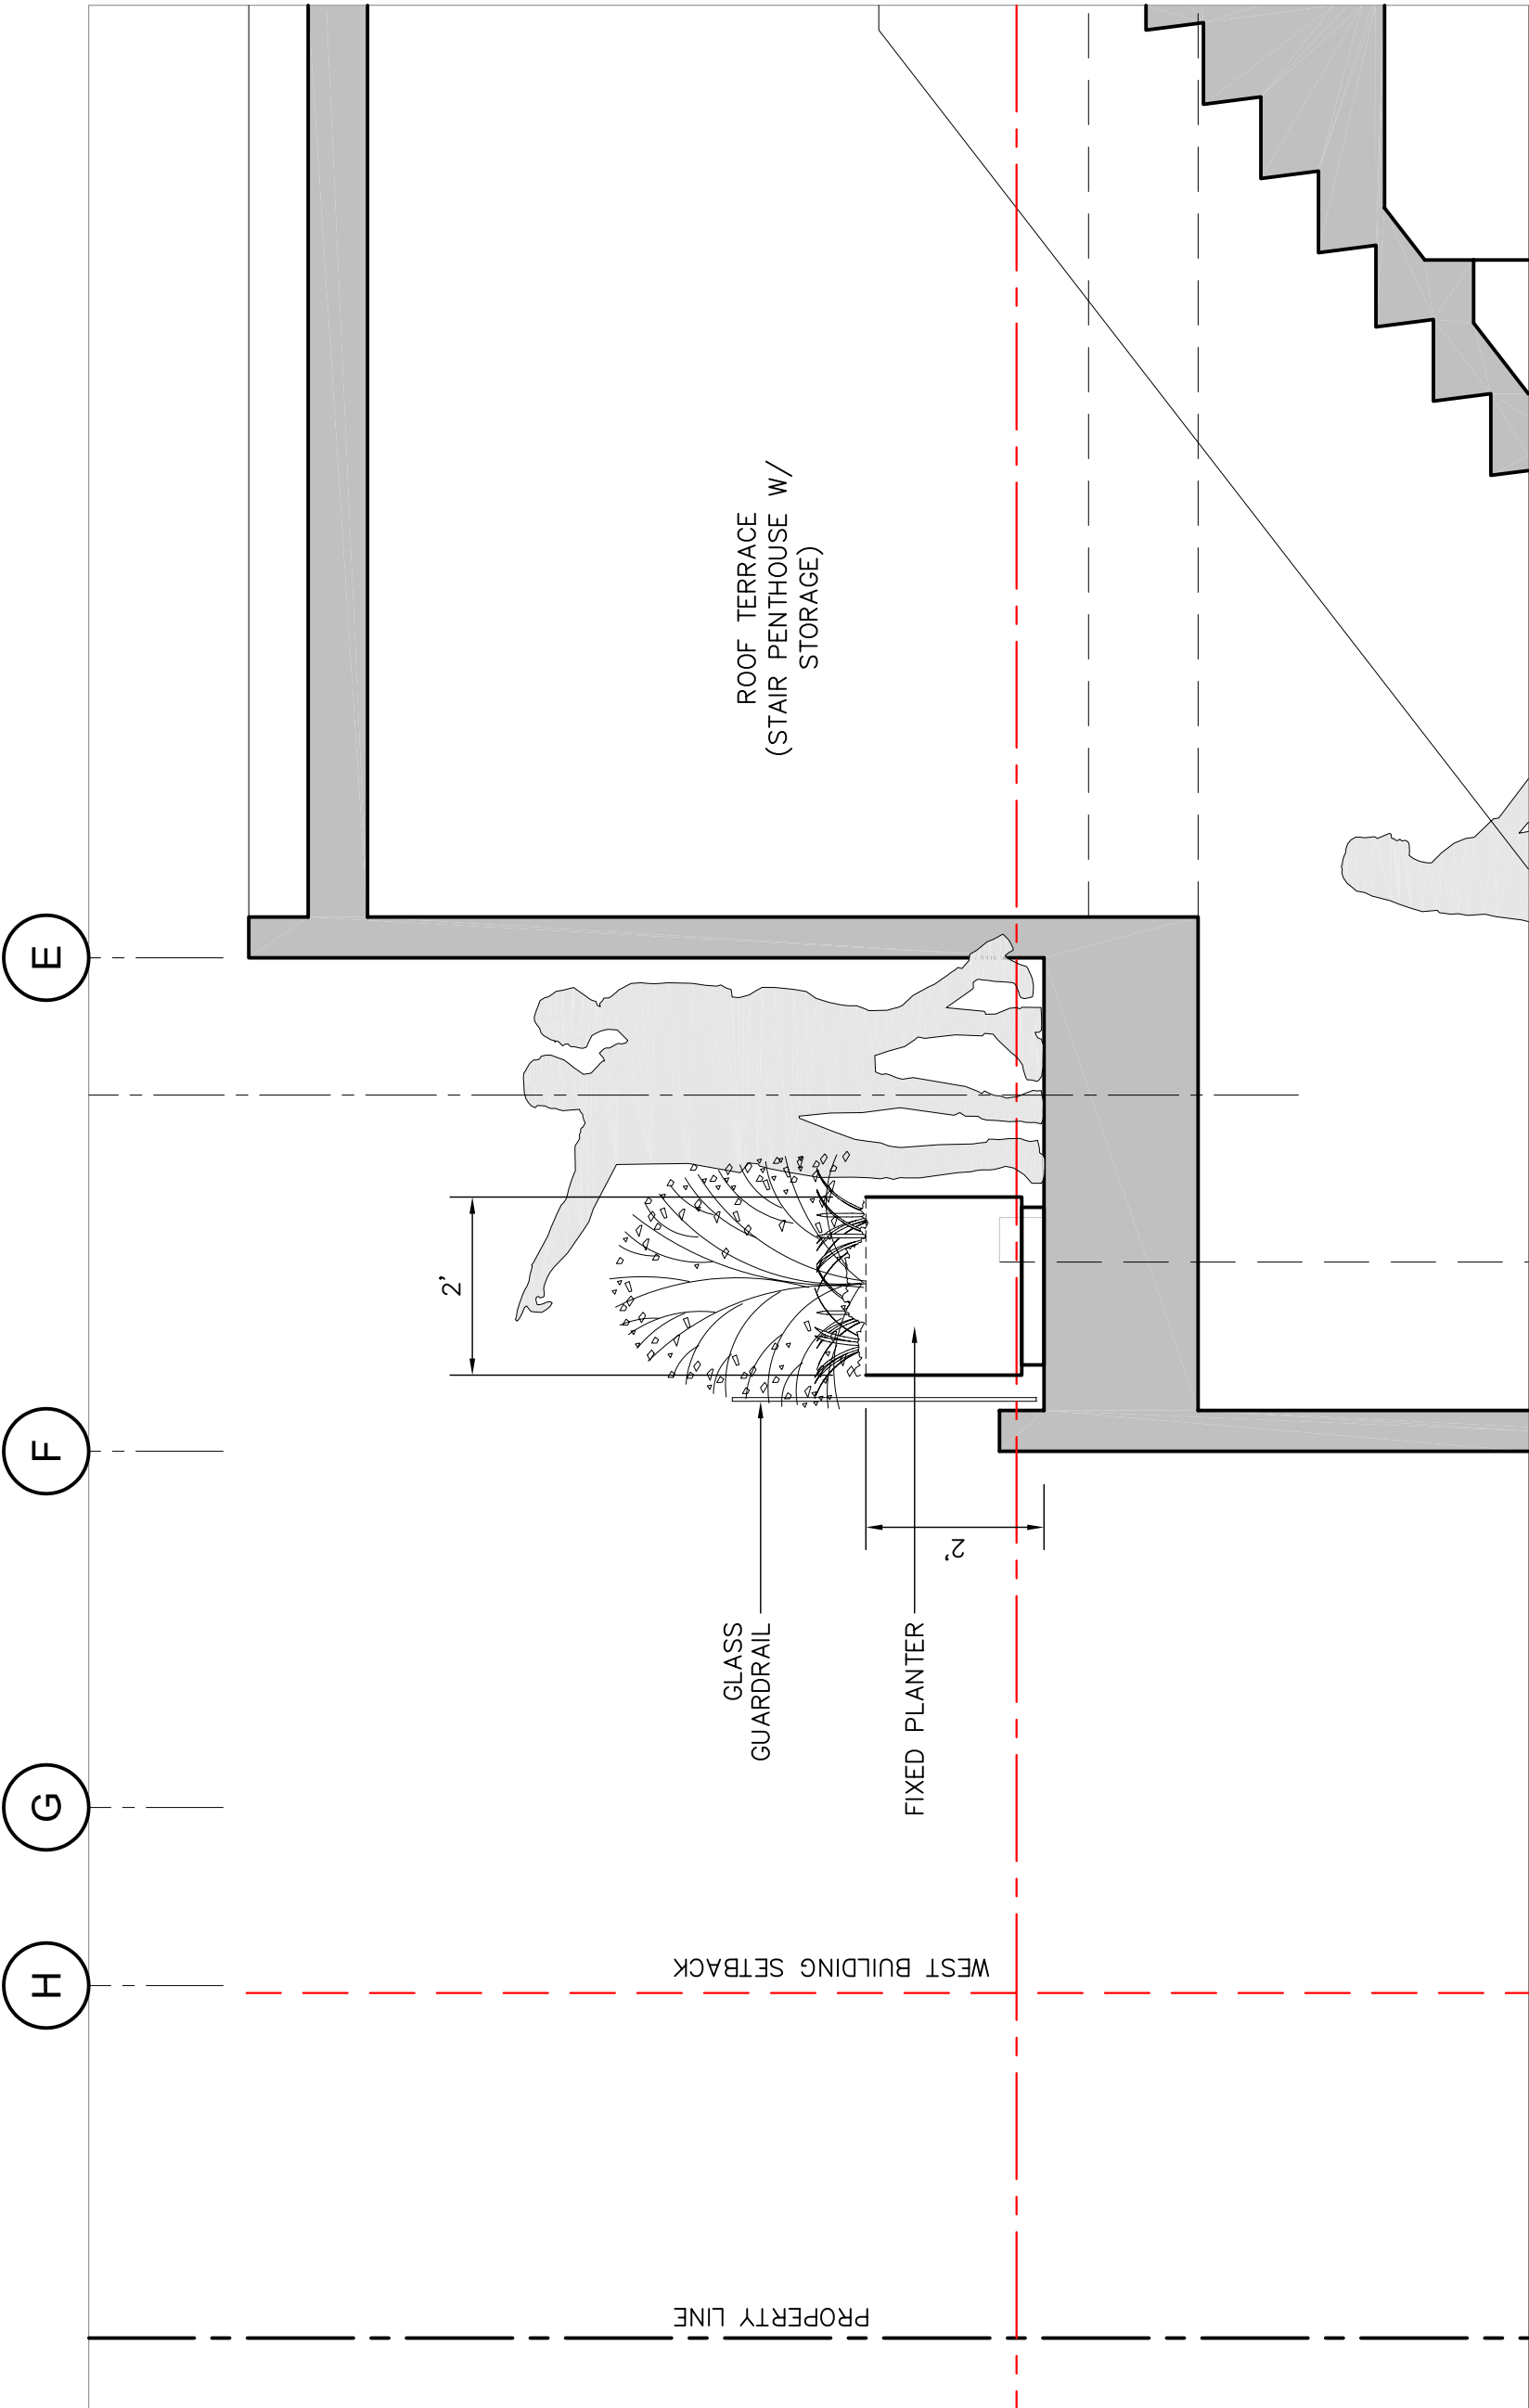 E
F
G
H
ROOF TERRACE
(STAIR PENTHOUSE W/
STORAGE)
2'
2'
GLASS
GUARDRAIL
FIXED PLANTER
WEST BUILDING SETBACK
PROPERTY LINE